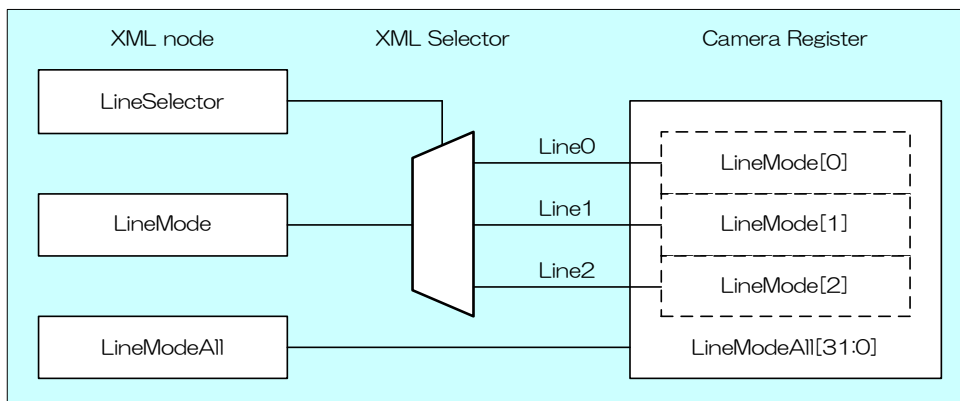 XML node
XML Selector
Camera Register
LineSelector
Line0
LineMode[0]
LineMode
Line1
LineMode[1]
Line2
LineMode[2]
LineModeAll
LineModeAll[31:0]